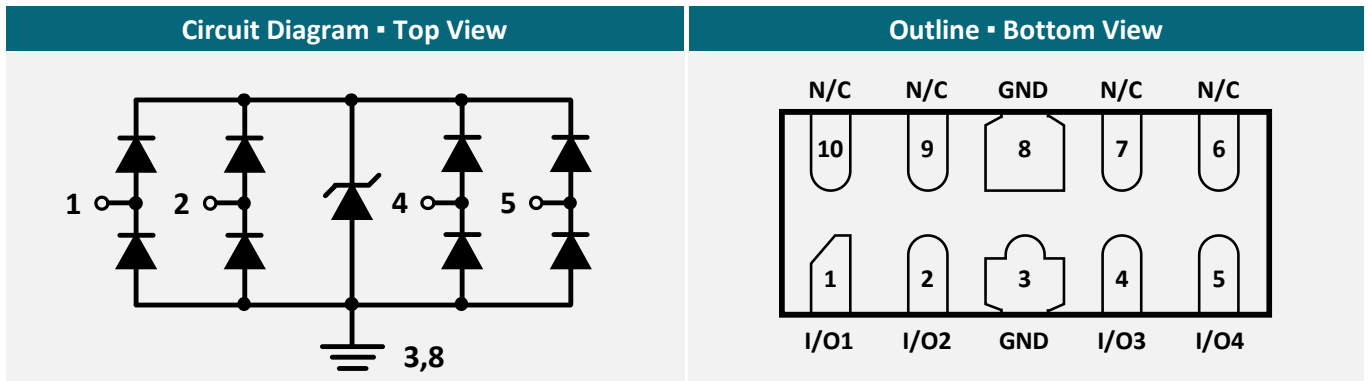 Circuit Diagram ▪ Top View
1
2
4
5
3,8
Outline ▪ Bottom View
N/C N/C GND N/C N/C
10 9 8 7 6
1 2 3 4 5
I/O1 I/O2 GND I/O3 I/O4